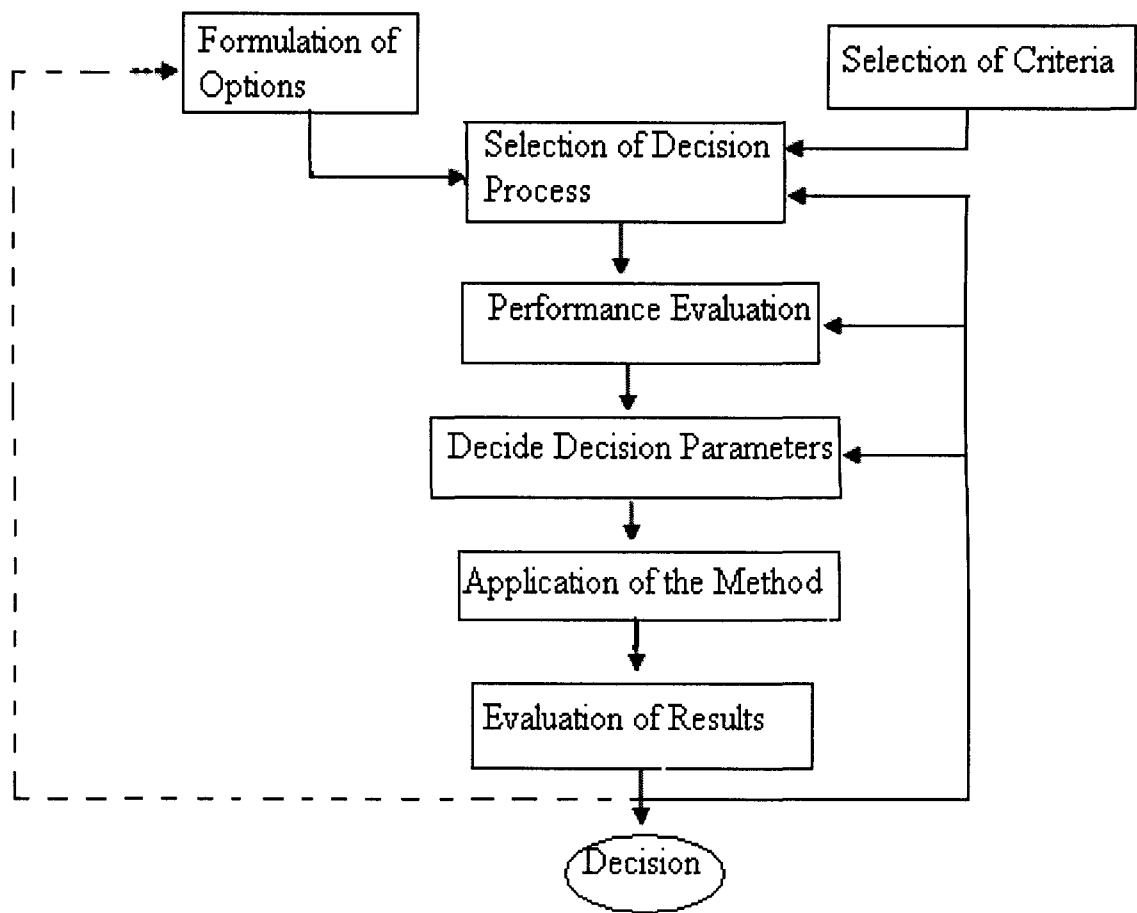 Formulation of
Options
Selection of Criteria
Selection of Decision
Process
Performance Evaluation
Decide Decision Parameters
Application of the Method
Evaluation of Results
Decision